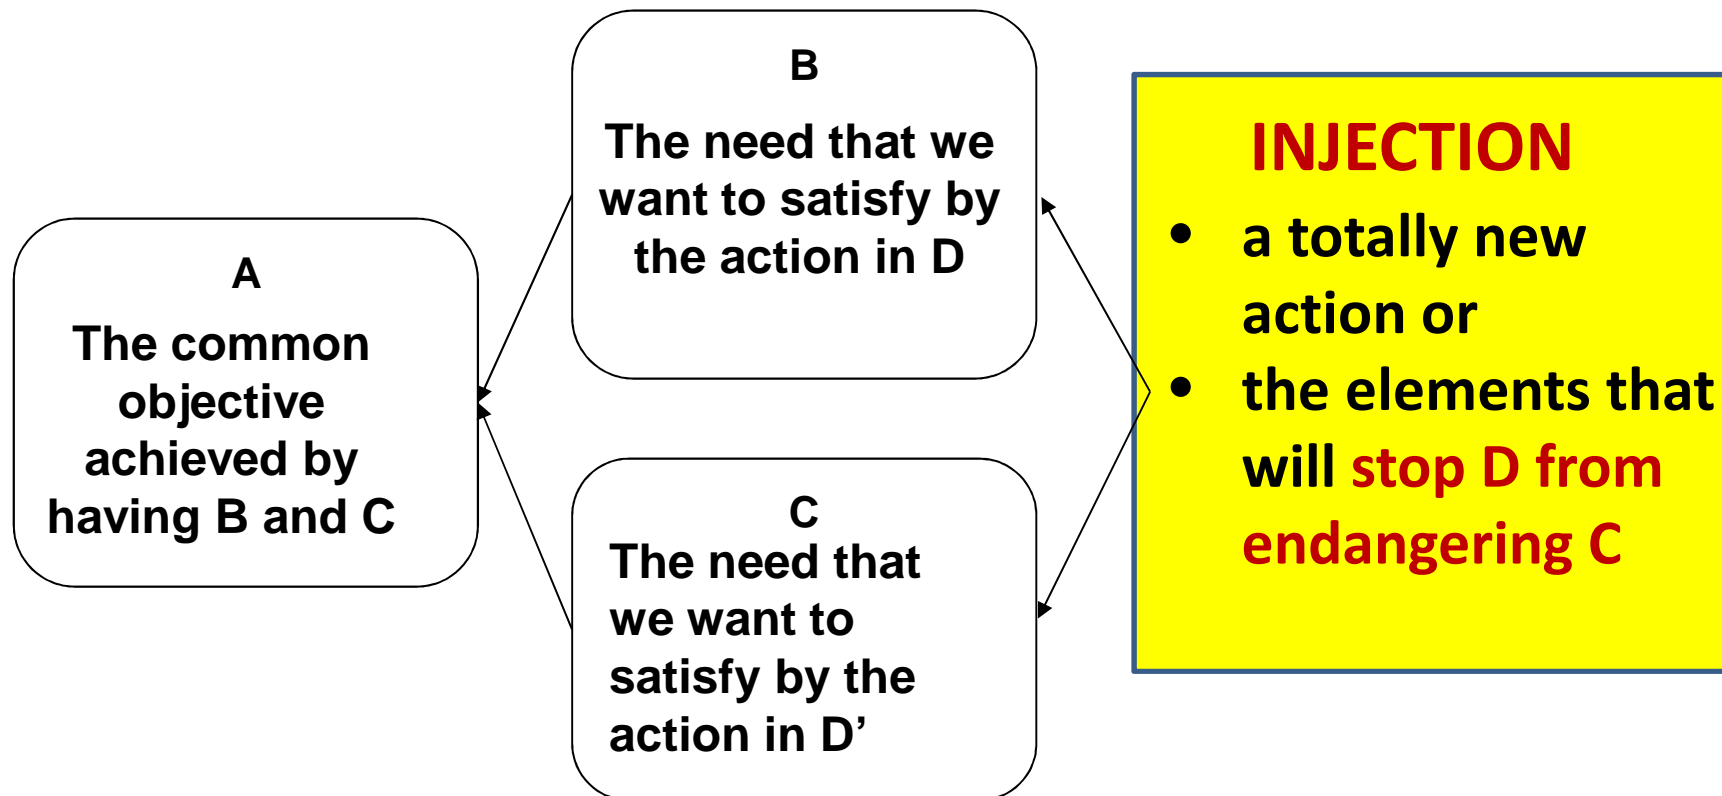 A
The common
objective
achieved by
having B and C
B
The need that we
want to satisfy by
the action in D
C
The need that
we want to
satisfy by the
action in D’
INJECTION
• a totally new
action or
• the elements that
will stop D from
endangering C